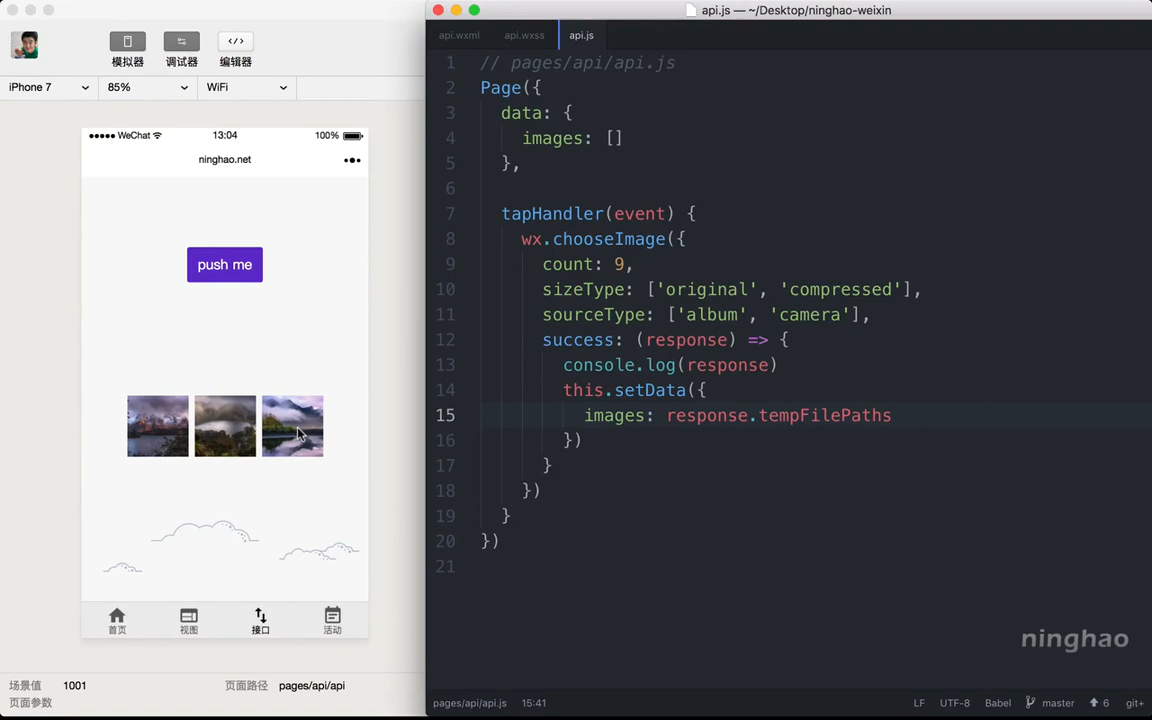 模拟器
调试器
编辑器
iPhone 7
85%
WiFi
WeChat
13:04
100%
ninghao.net
push me
首页
视图
接口
活动
场景值
1001
页面路径
pages/api/api
页面参数
api.js — ~/Desktop/ninghao-weixin
api.wxml
api.wxss
api.js
1 // pages/api/api.js
2 Page({
3 data: {
4 images: []
5 },
6
7 tapHandler(event) {
8 wx.chooseImage({
9 count: 9,
10 sizeType: ['original', 'compressed'],
11 sourceType: ['album', 'camera'],
12 success: (response) => {
13 console.log(response)
14 this.setData({
15 images: response.tempFilePaths
16 })
17 }
18 })
19 }
20 })
21
ninghao
pages/api/api.js
15:41
LF
UTF-8
Babel
master
6
git+